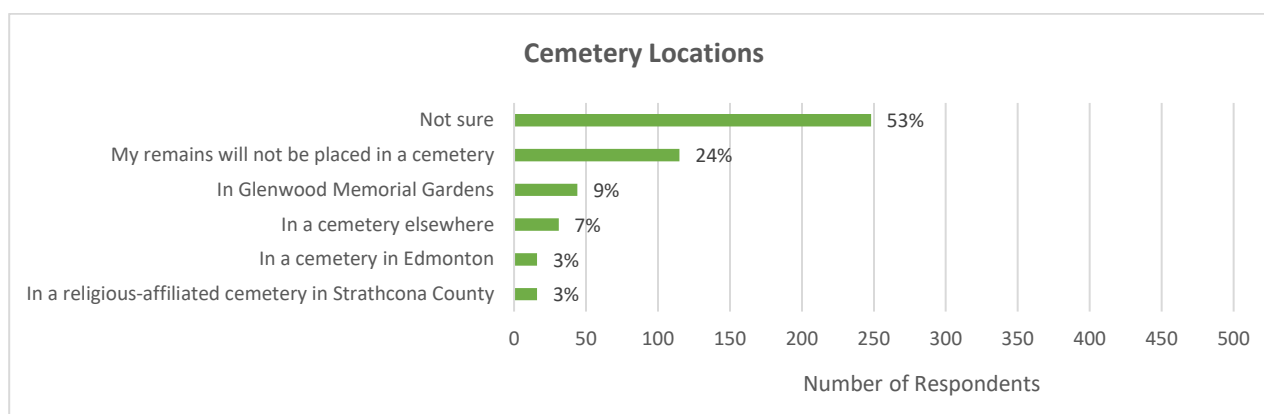 Cemetery Locations
Not sure
53%
My remains will not be placed in a cemetery
24%
In Glenwood Memorial Gardens
9%
In a cemetery elsewhere
7%
In a cemetery in Edmonton
3%
In a religious-affiliated cemetery in Strathcona County
3%
0 50 100 150 200 250 300 350 400 450 500
Number of Respondents